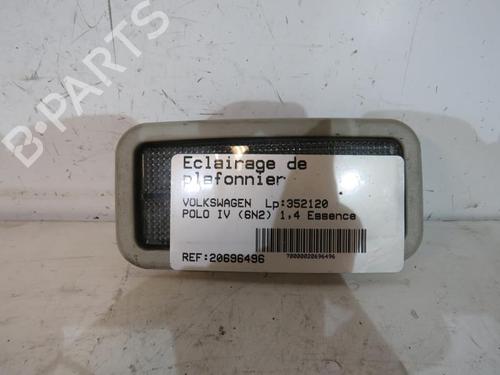 B-PARTS
Eclairage de
plafonnier
VOLKSWAGEN Lp:352120
POLO IV (6N2) 1,4 Essence
70000020696496
REF:20696496